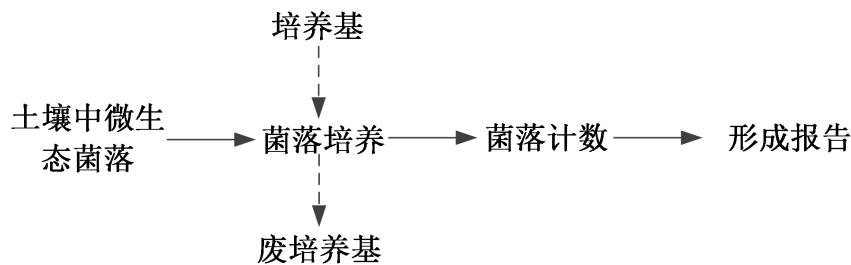 培养基
土壤中微生
态菌落
菌落培养
菌落计数
形成报告
废培养基